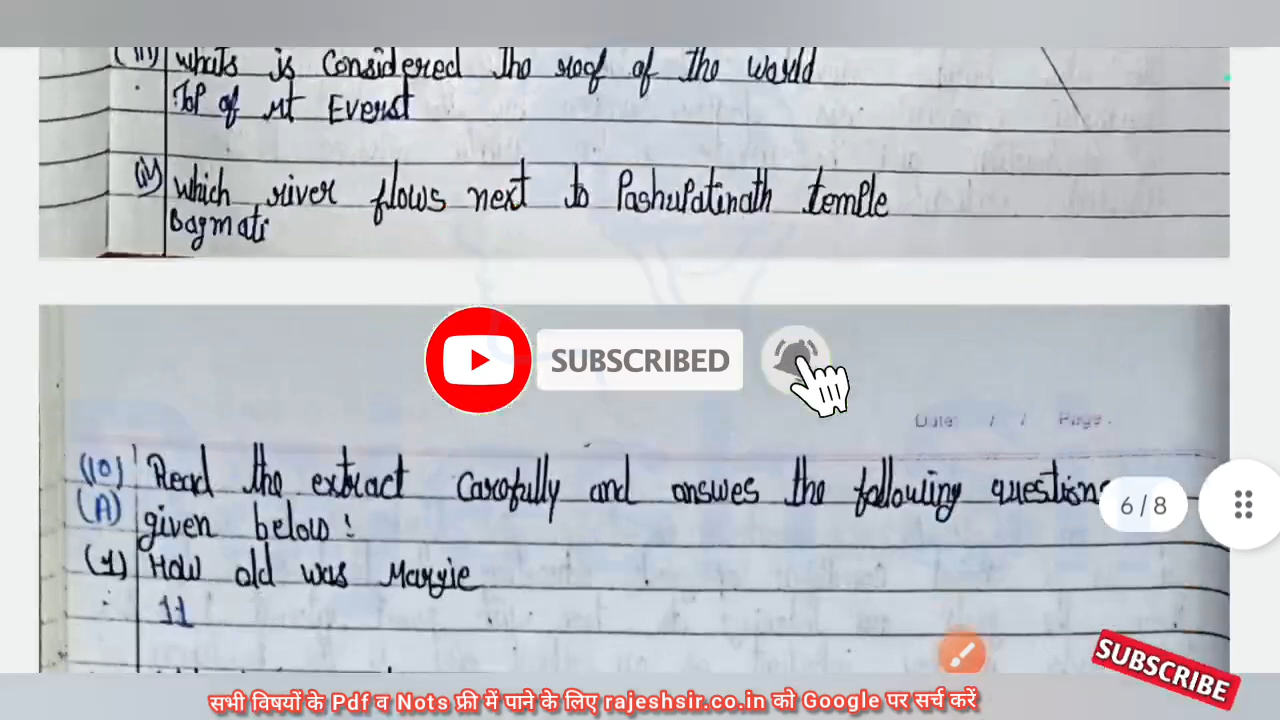 (iii) whats is considered the roof of the world
Top of Mt Everst
(iv) which river flows next to Pashupatinath temple
Bagmati
SUBSCRIBED
Date: / / Page.
(10) Read the extract carefully and answer the following questions
(A) given below:
6 / 8
(1) How old was Margie
11
SUBSCRIBE
सभी विषयों के Pdf व Nots फ्री में पाने के लिए rajeshsir.co.in को Google पर सर्च करें